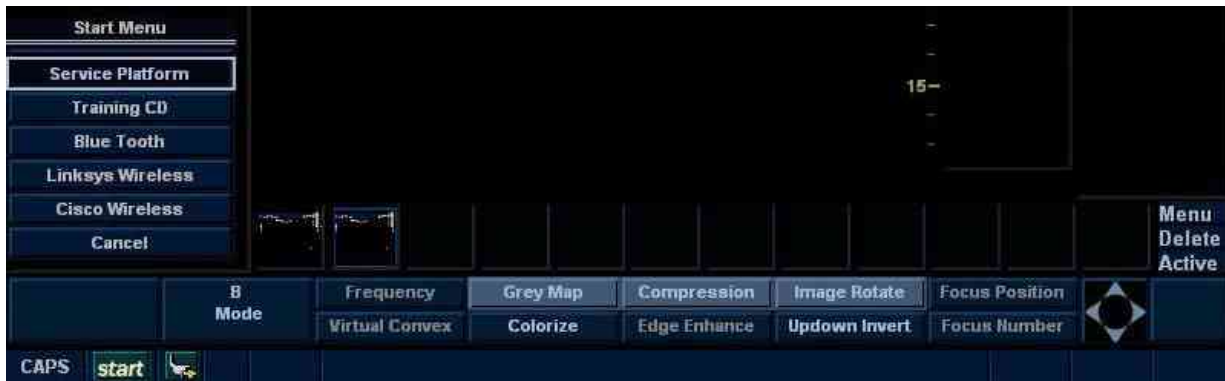 Start Menu
Service Platform
Training CD
Blue Tooth
Linksys Wireless
Cisco Wireless
Cancel
15
Menu
Delete
Active
B
Mode
Frequency
Grey Map
Compression
Image Rotate
Focus Position
Virtual Convex
Colorize
Edge Enhance
Updown Invert
Focus Number
CAPS
start